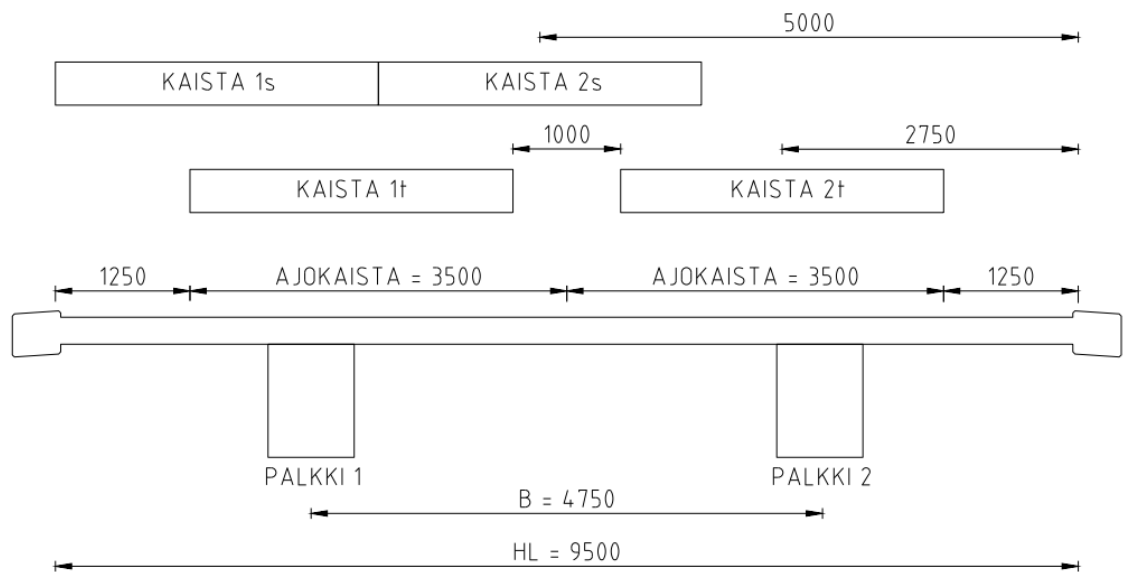 5000
KAISTA 1s KAISTA 2s
1000 2750
KAISTA 1t KAISTA 2t
1250 AJOKAISTA = 3500 AJOKAISTA = 3500 1250
PALKKI 1 PALKKI 2
B = 4750
HL = 9500